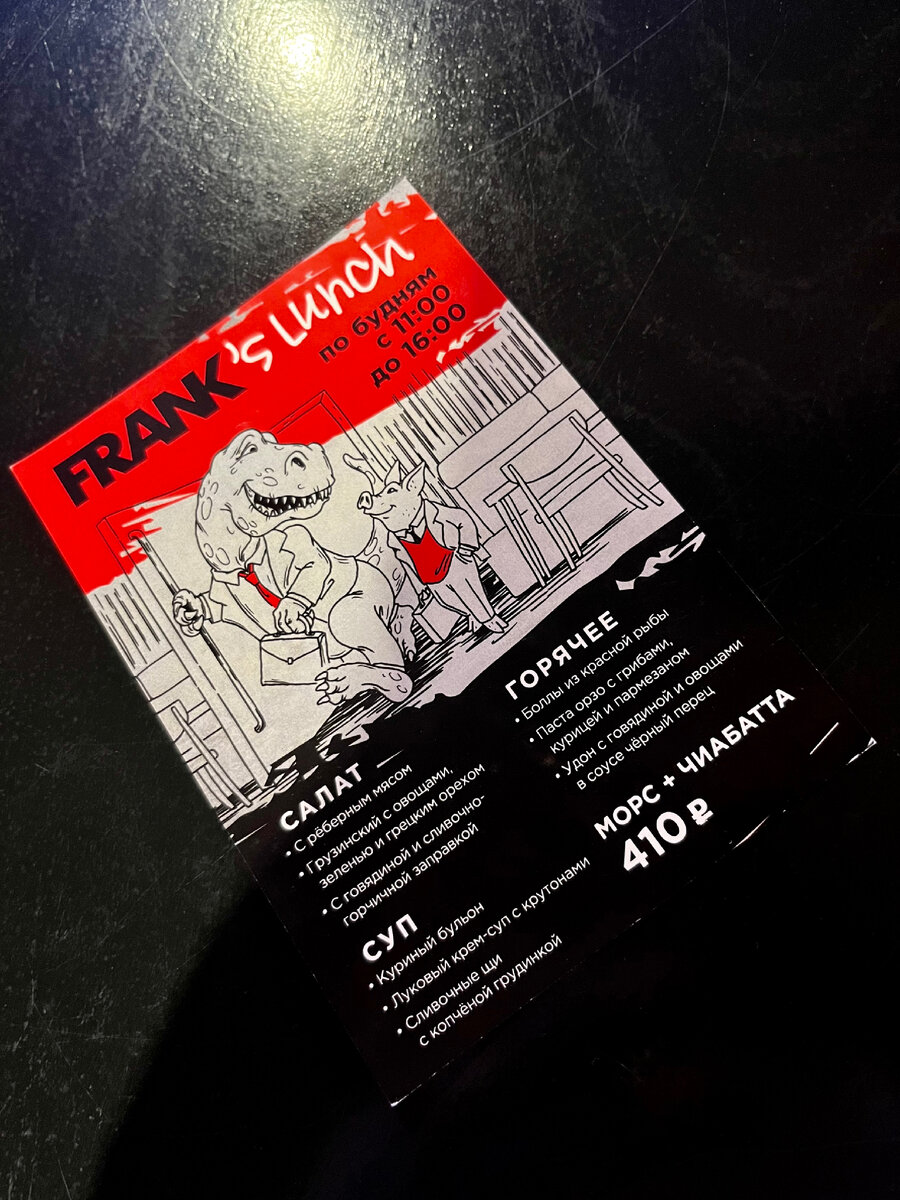 FRANK's Lunch
по будням
с 11:00
до 16:00
САЛАТ
• С рёберным мясом
• Грузинский с овощами,
зеленью и грецким орехом
• С говядиной и сливочно-
горчичной заправкой
СУП
• Куриный бульон
• Луковый крем-суп с крутонами
• Сливочные щи
с копчёной грудинкой
ГОРЯЧЕЕ
• Боллы из красной рыбы
• Паста орзо с грибами,
курицей и пармезаном
• Удон с говядиной и овощами
в соусе чёрный перец
МОРС + ЧИАБАТТА
410 ₽